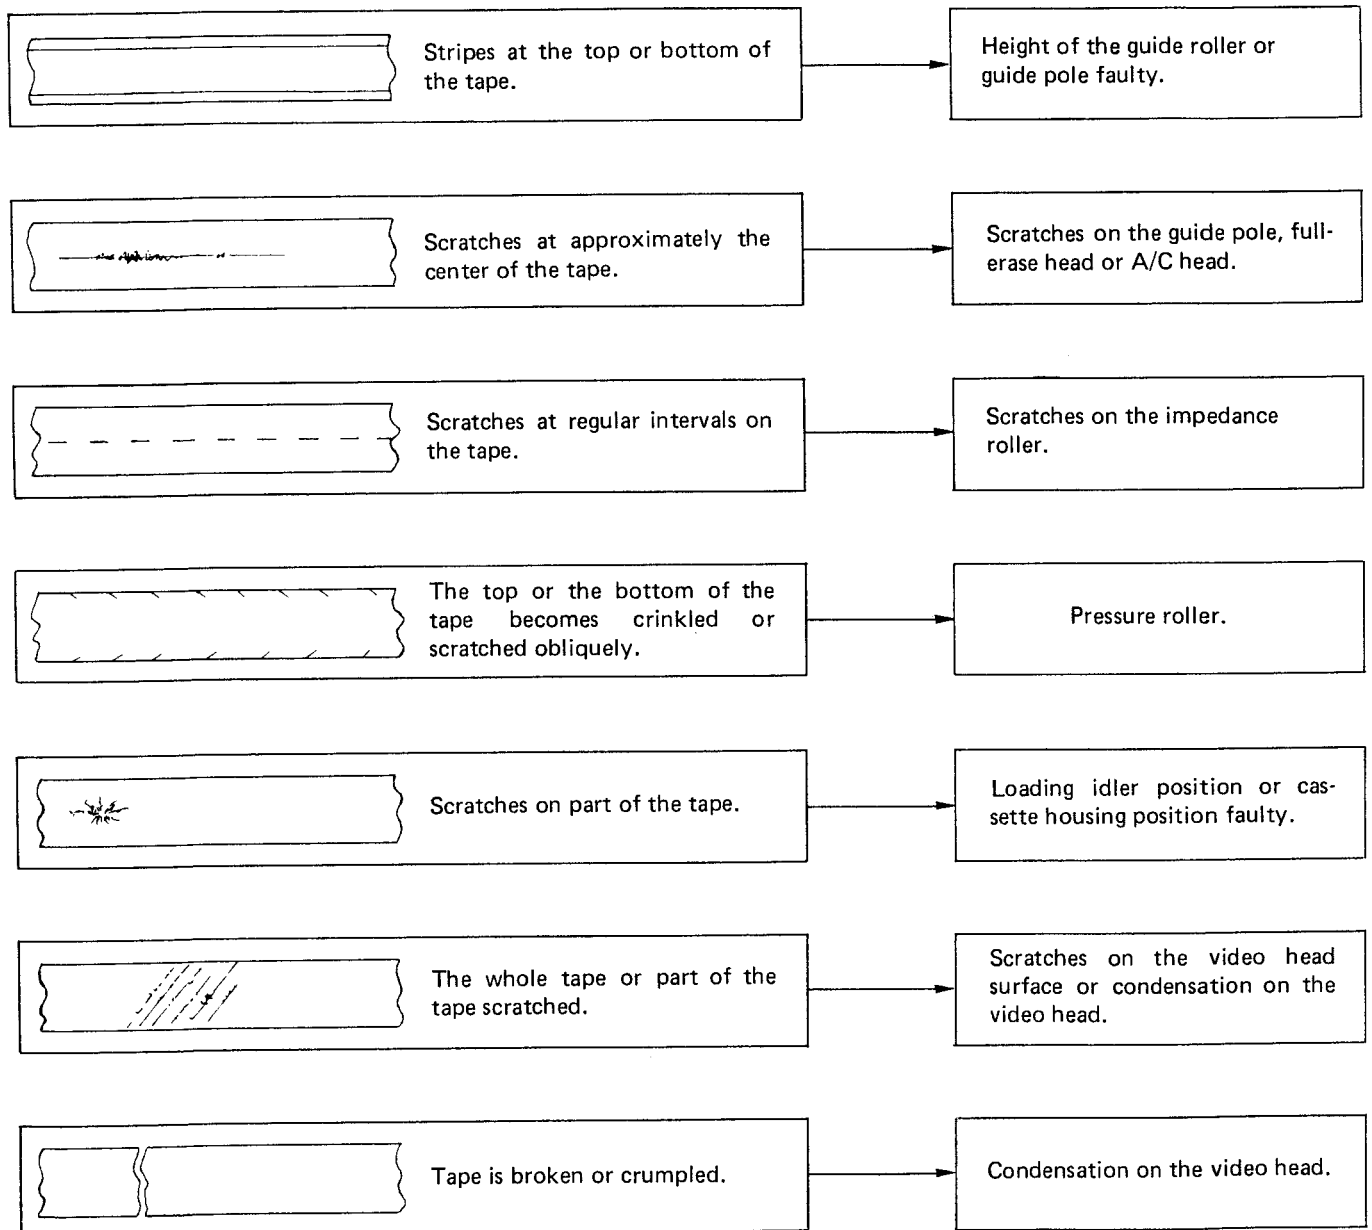 Stripes at the top or bottom of
the tape.
Height of the guide roller or
guide pole faulty.
Scratches at approximately the
center of the tape.
Scratches on the guide pole, full-
erase head or A/C head.
Scratches at regular intervals on
the tape.
Scratches on the impedance
roller.
The top or the bottom of the
tape becomes crinkled or
scratched obliquely.
Pressure roller.
Scratches on part of the tape.
Loading idler position or cas-
sette housing position faulty.
The whole tape or part of the
tape scratched.
Scratches on the video head
surface or condensation on the
video head.
Tape is broken or crumpled.
Condensation on the video head.